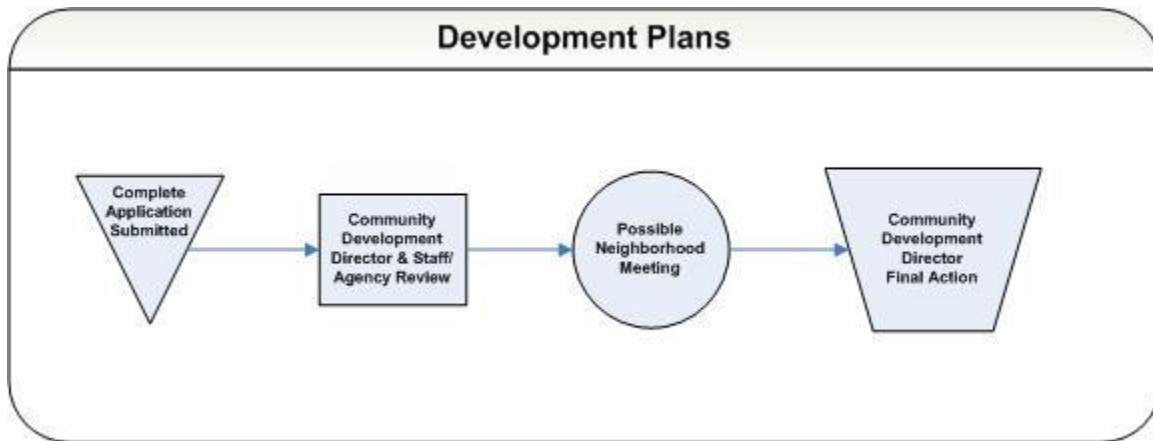 Development Plans
Complete
Application
Submitted
Community
Development
Director & Staff/
Agency Review
Possible
Neighborhood
Meeting
Community
Development
Director
Final Action